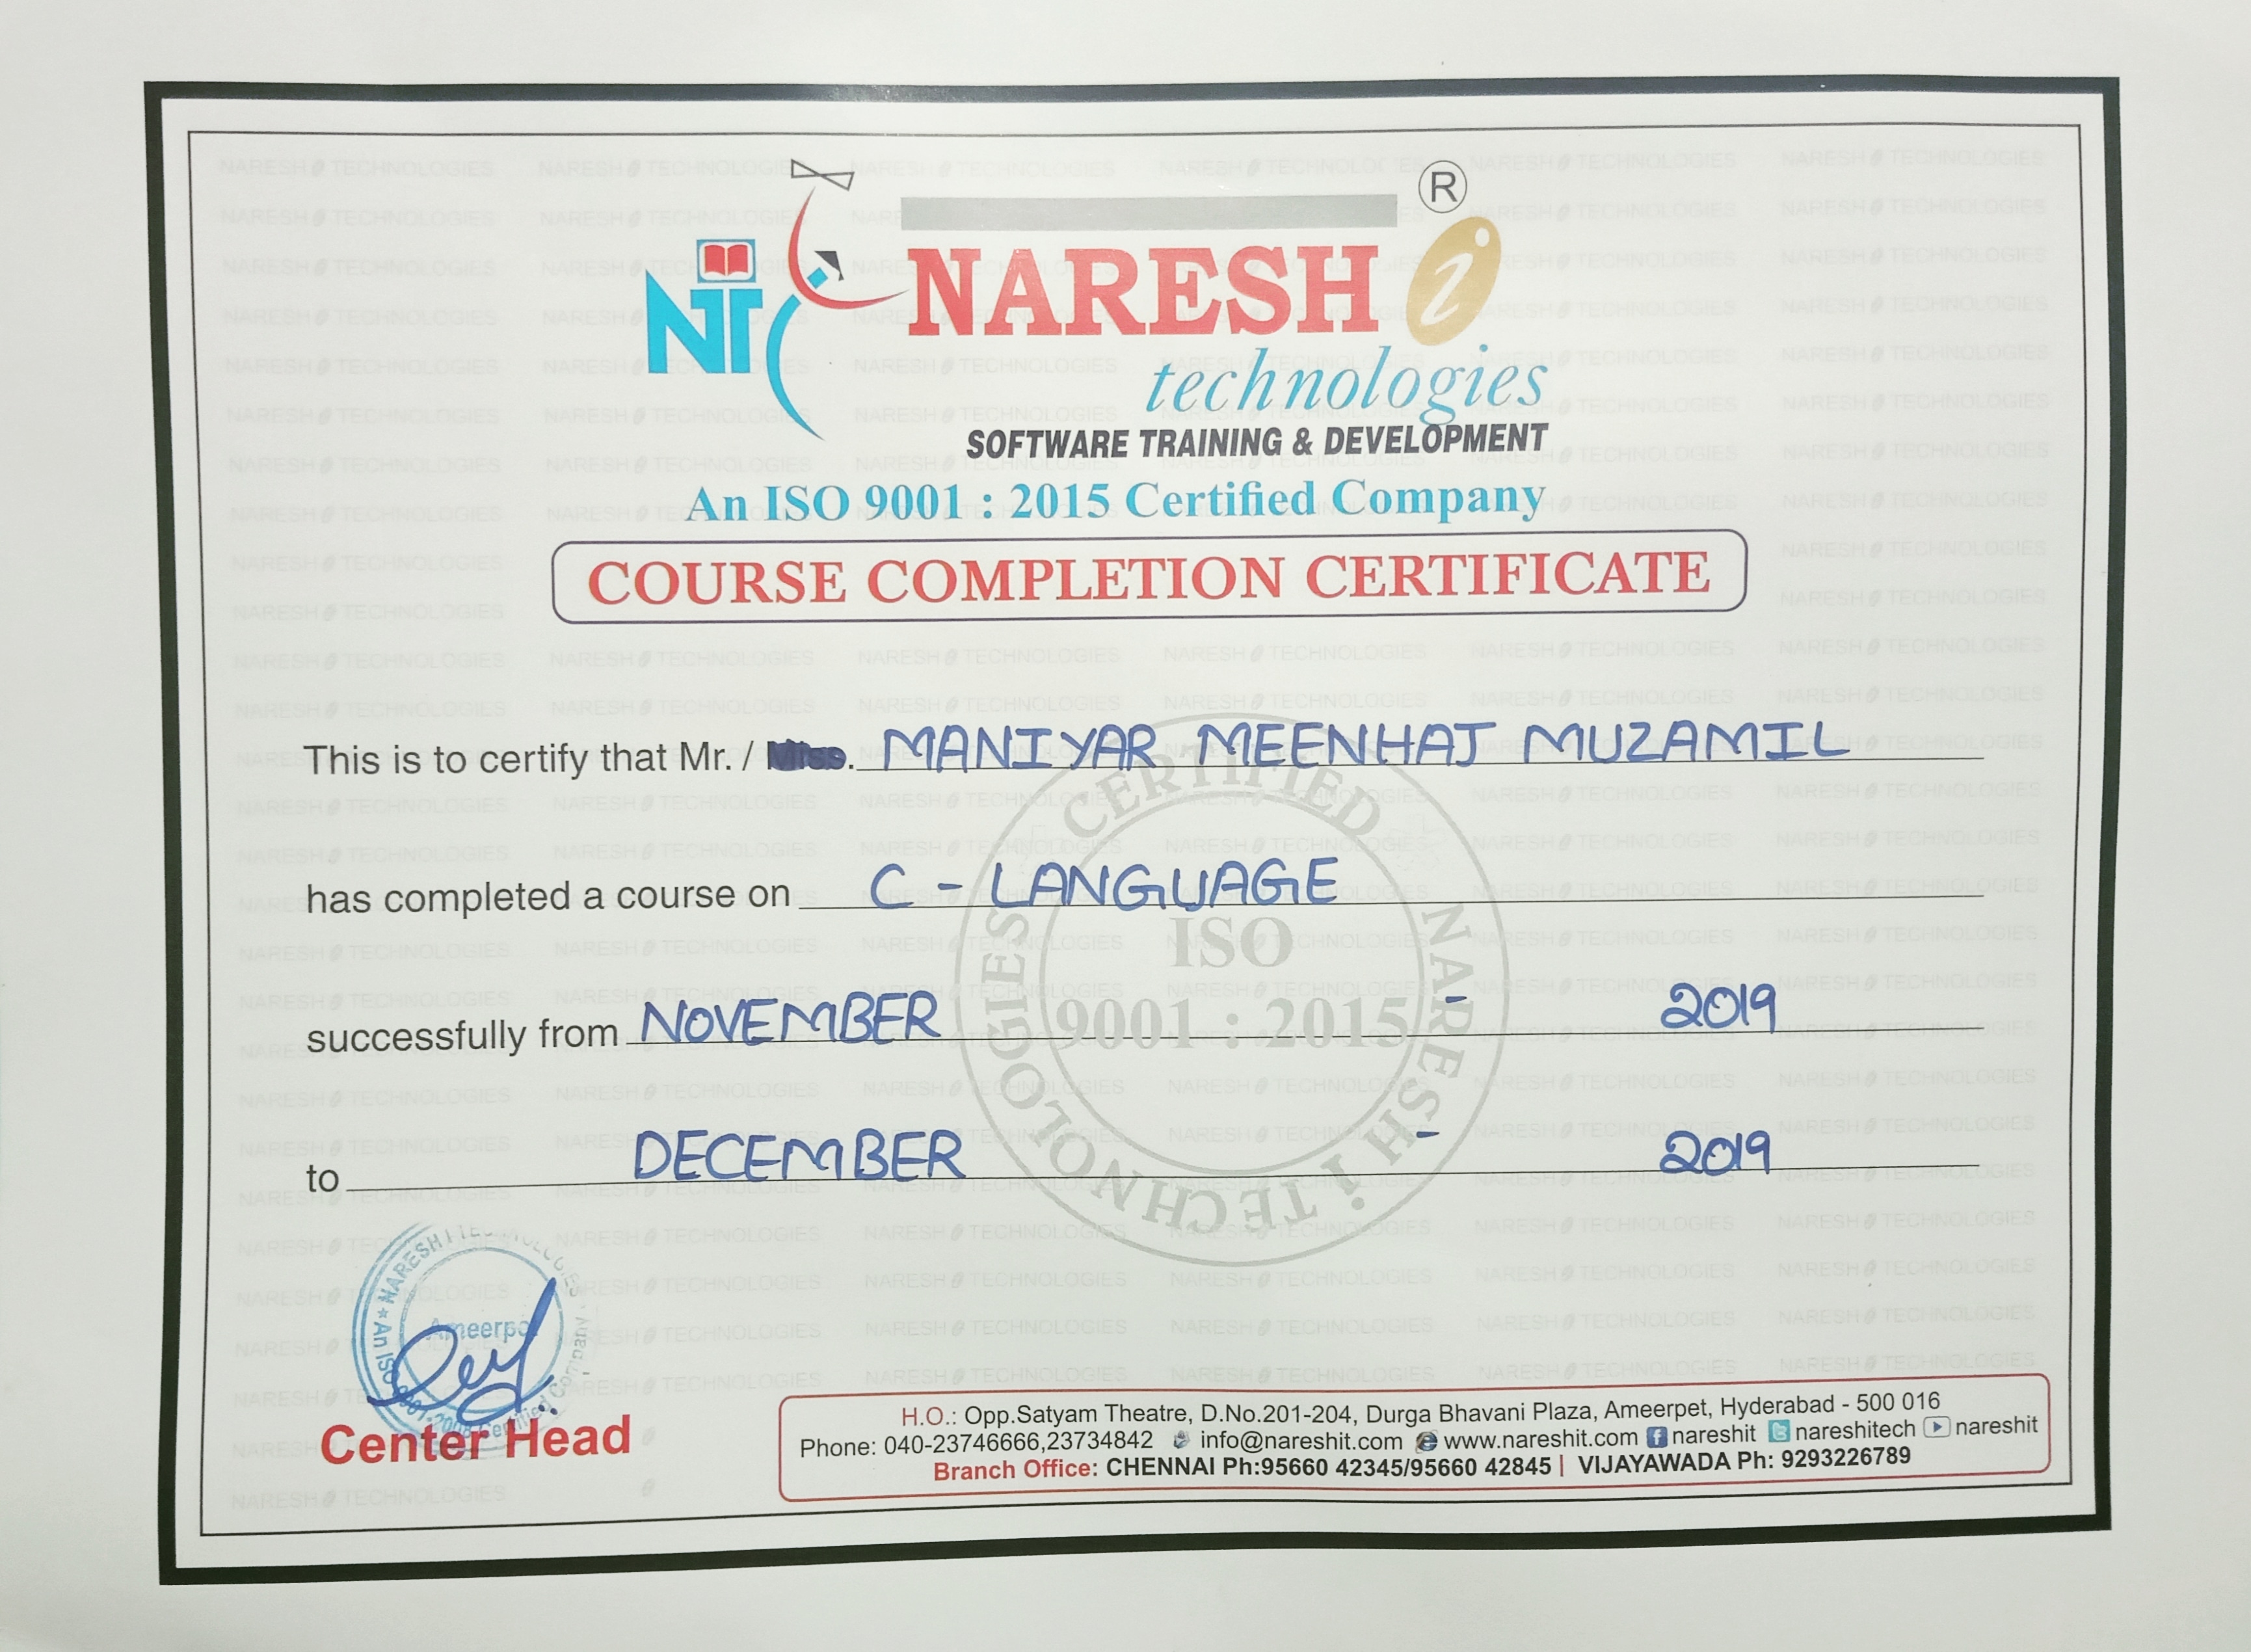 ®
NT
NARESH i
technologies
SOFTWARE TRAINING & DEVELOPMENT
An ISO 9001 : 2015 Certified Company
COURSE COMPLETION CERTIFICATE
This is to certify that Mr. / Miss. MANIYAR MEENHAJ MUZAMIL
has completed a course on C - LANGUAGE
successfully from NOVEMBER - 2019
to DECEMBER - 2019
CERTIFIED NARESH i TECHNOLOGIES
ISO
9001 : 2015
NARESH i
Ameerpe
An ISO 9001:2008 Certified Company
Center Head
H.O.: Opp.Satyam Theatre, D.No.201-204, Durga Bhavani Plaza, Ameerpet, Hyderabad - 500 016
Phone: 040-23746666,23734842 info@nareshit.com www.nareshit.com nareshit nareshitech nareshit
Branch Office: CHENNAI Ph:95660 42345/95660 42845 | VIJAYAWADA Ph: 9293226789